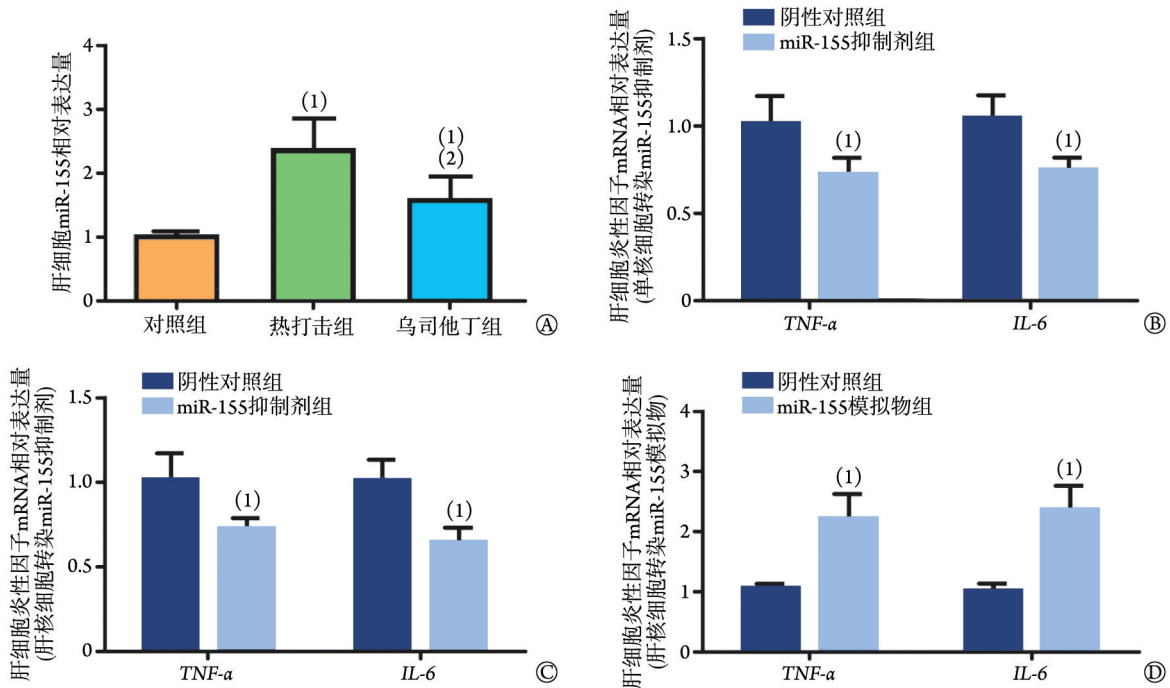 肝细胞miR-155相对表达量
4
3
2
1
0
(1)
(1)
(2)
对照组
热打击组
乌司他丁组
Ⓐ
阴性对照组
miR-155抑制剂组
肝细胞炎性因子mRNA相对表达量
(单核细胞转染miR-155抑制剂)
1.5
1.0
0.5
0
(1)
(1)
TNF-α
IL-6
Ⓑ
阴性对照组
miR-155抑制剂组
肝细胞炎性因子mRNA相对表达量
(肝核细胞转染miR-155抑制剂)
1.5
1.0
0.5
0
(1)
(1)
TNF-α
IL-6
Ⓒ
阴性对照组
miR-155模拟物组
肝细胞炎性因子mRNA相对表达量
(肝核细胞转染miR-155模拟物)
4
3
2
1
0
(1)
(1)
TNF-α
IL-6
Ⓓ